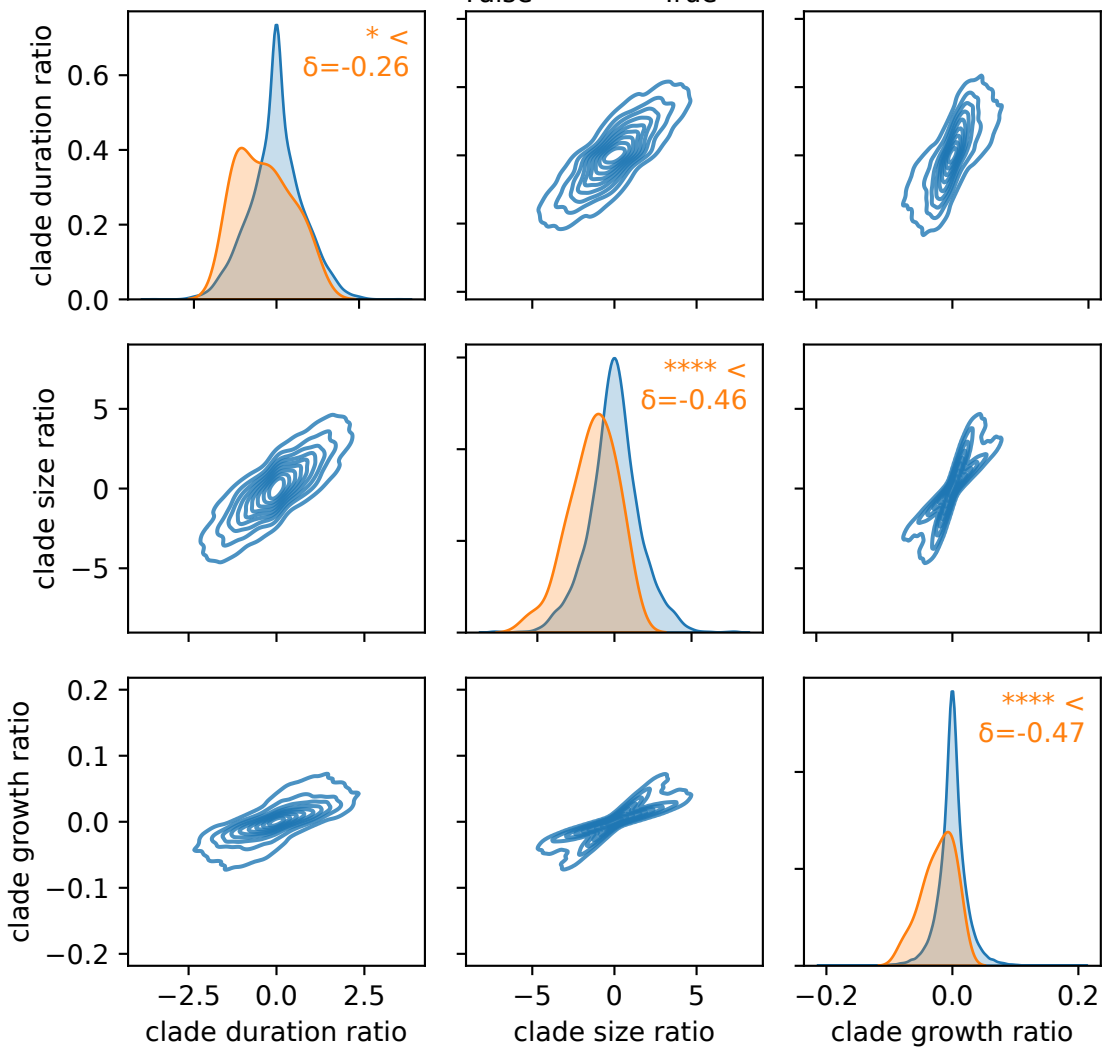 clade duration ratio
0.6
0.4
0.2
0.0
* <
δ=-0.26
clade size ratio
5
0
−5
**** <
δ=-0.46
clade growth ratio
0.2
0.1
0.0
−0.1
−0.2
**** <
δ=-0.47
−2.5 0.0 2.5
−5 0 5
−0.2 0.0 0.2
clade duration ratio
clade size ratio
clade growth ratio